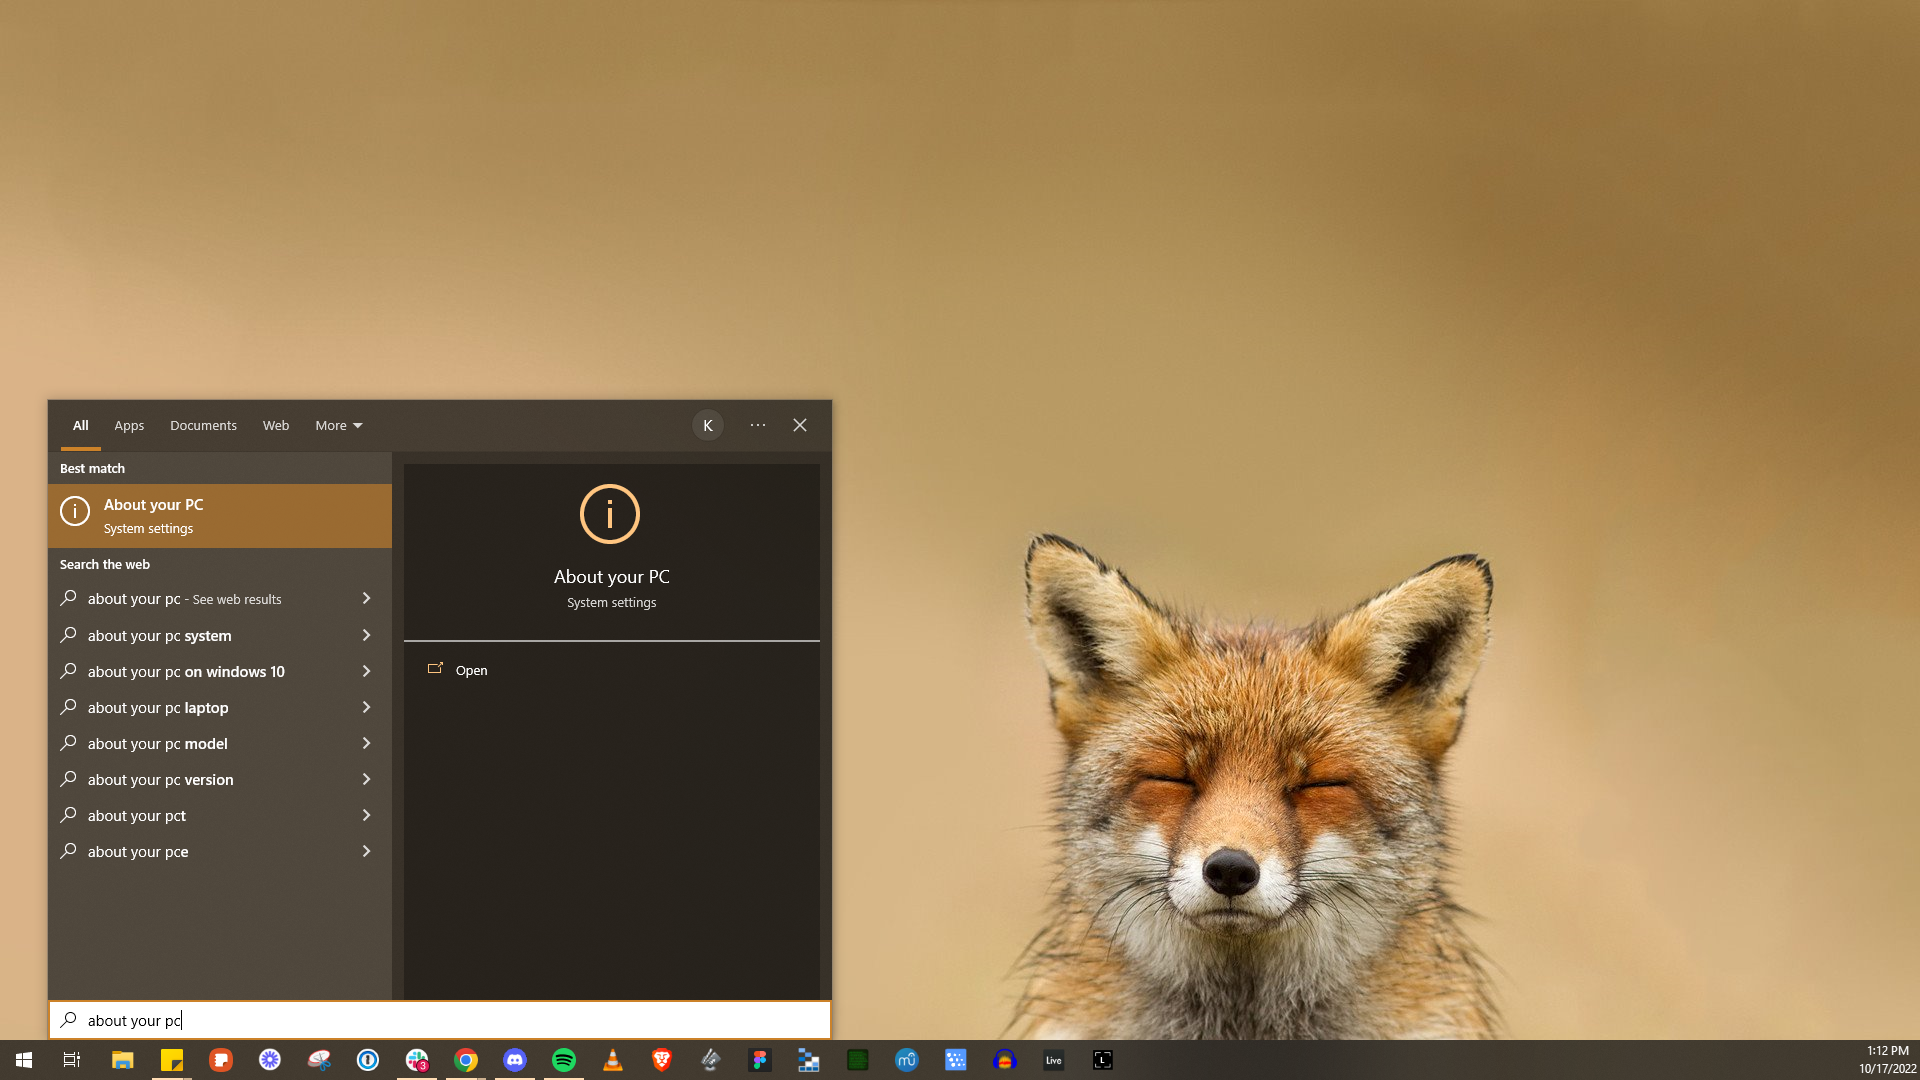 All Apps Documents Web More K
Best match
About your PC
System settings
Search the web
about your pc - See web results
about your pc system
about your pc on windows 10
about your pc laptop
about your pc model
about your pc version
about your pct
about your pce
About your PC
System settings
Open
about your pc
3
mū
Live
L
1:12 PM
10/17/2022